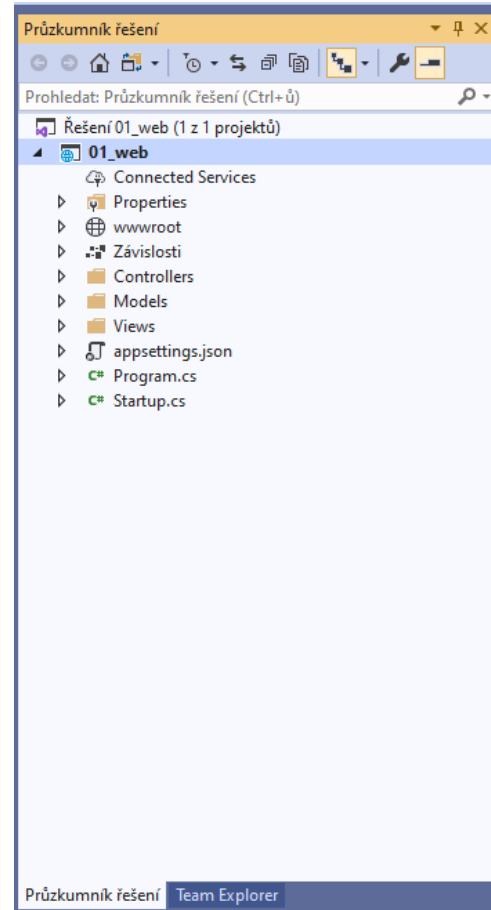 Průzkumník řešení
Prohledat: Průzkumník řešení (Ctrl+ů)
Řešení 01_web (1 z 1 projektů)
01_web
Connected Services
Properties
wwwroot
Závislosti
Controllers
Models
Views
appsettings.json
C# Program.cs
C# Startup.cs
Průzkumník řešení Team Explorer